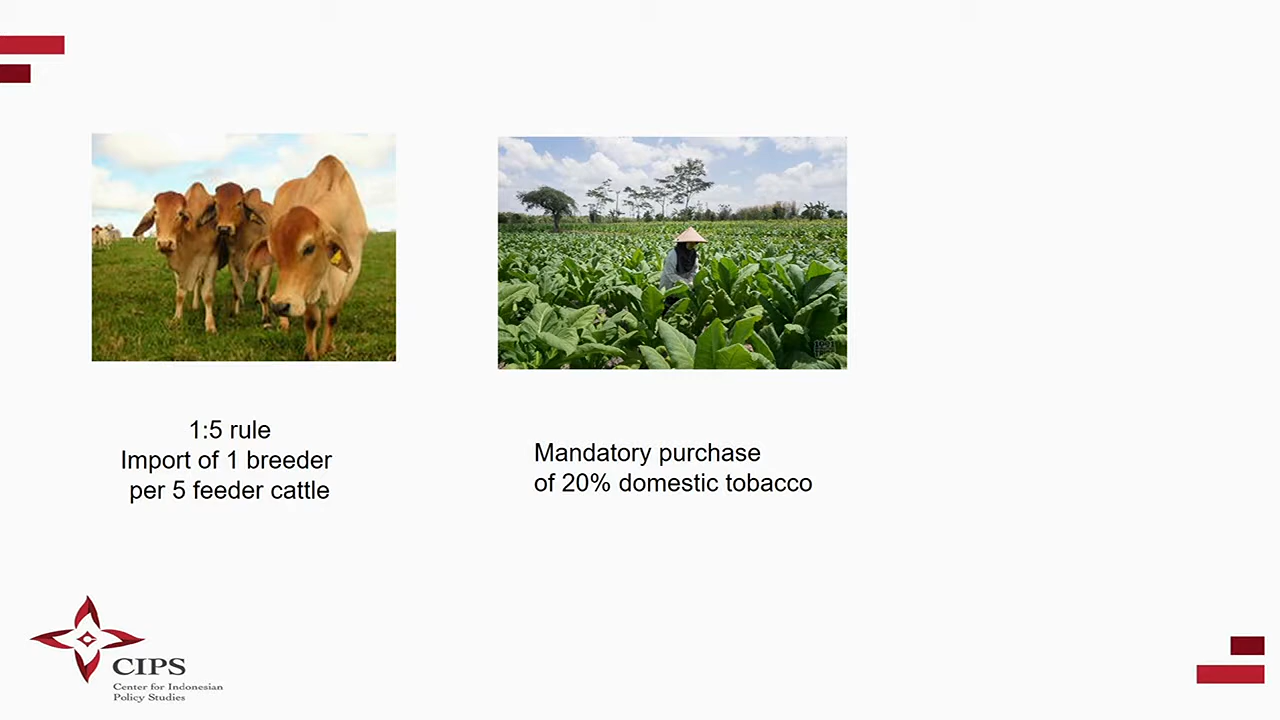 1:5 rule
Import of 1 breeder
per 5 feeder cattle
Mandatory purchase
of 20% domestic tobacco
CIPS
Center for Indonesian
Policy Studies